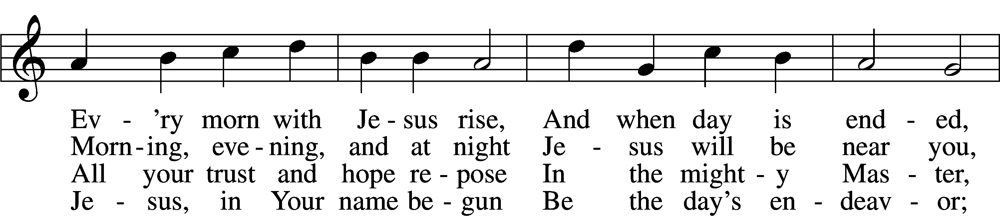 Ev - 'ry morn with Je - sus rise, And when day is end - ed,
Morn - ing, eve - ning, and at night Je - sus will be near you,
All your trust and hope re - pose In the might - y Mas - ter,
Je - sus, in Your name be - gun Be the day's en - deav - or;